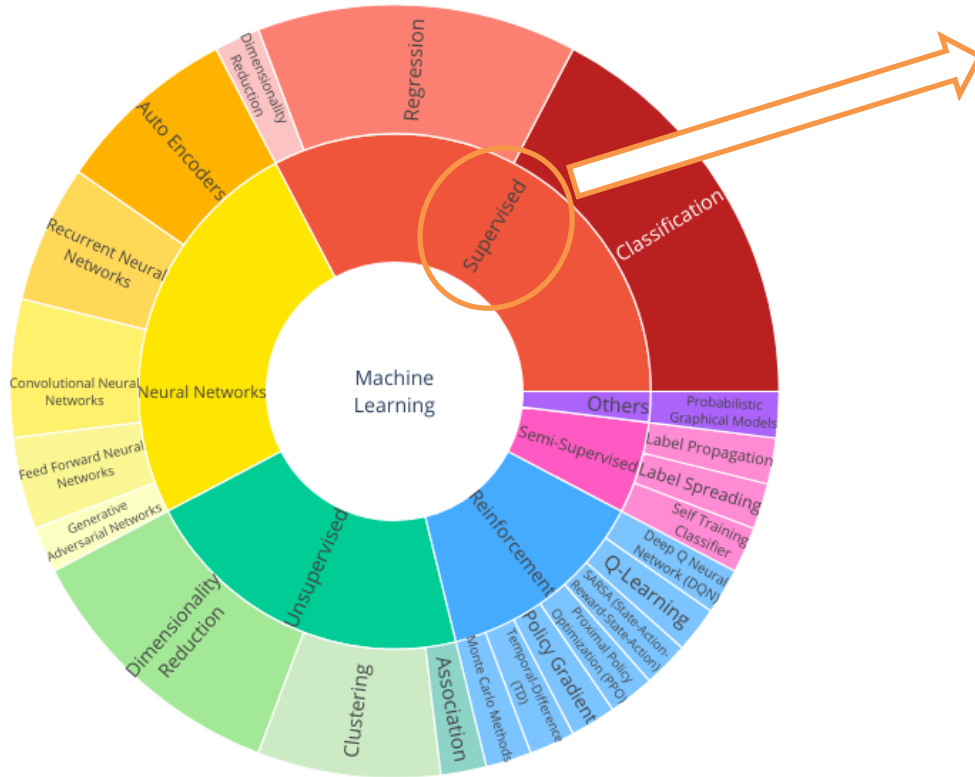 Machine
Learning
Supervised
Dimensionality
Reduction
Regression
Classification
Others
Probabilistic
Graphical Models
Semi-Supervised
Label Propagation
Label Spreading
Self Training
Classifier
Reinforcement
Deep Q Neural
Network (DQN)
Q-Learning
SARSA (State-Action-
Reward-State-Action)
Proximal Policy
Optimization (PPO)
Policy Gradient
Temporal-Difference
(TD)
Monte Carlo Methods
Unsupervised
Association
Clustering
Dimensionality
Reduction
Neural Networks
Generative
Adversarial Networks
Feed Forward Neural
Networks
Convolutional Neural
Networks
Recurrent Neural
Networks
Auto Encoders